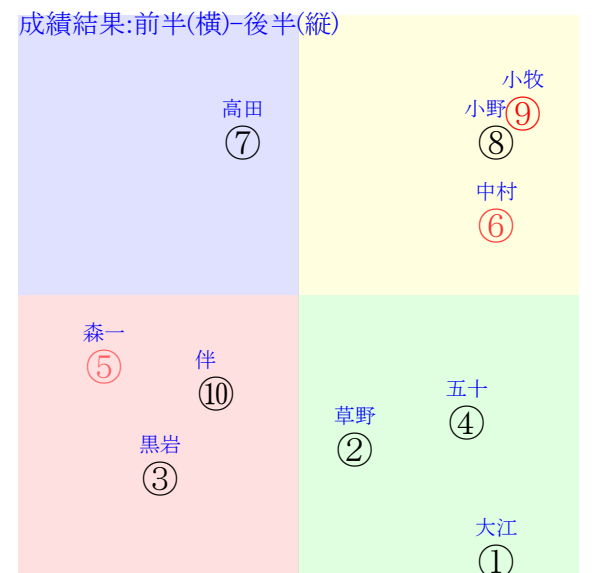 成績結果:前半(横)-後半(縦)
小牧
⑨
高田
⑦
小野
⑧
中村
⑥
森一
⑤
伴
⑩
五十
④
草野
②
黒岩
③
大江
①